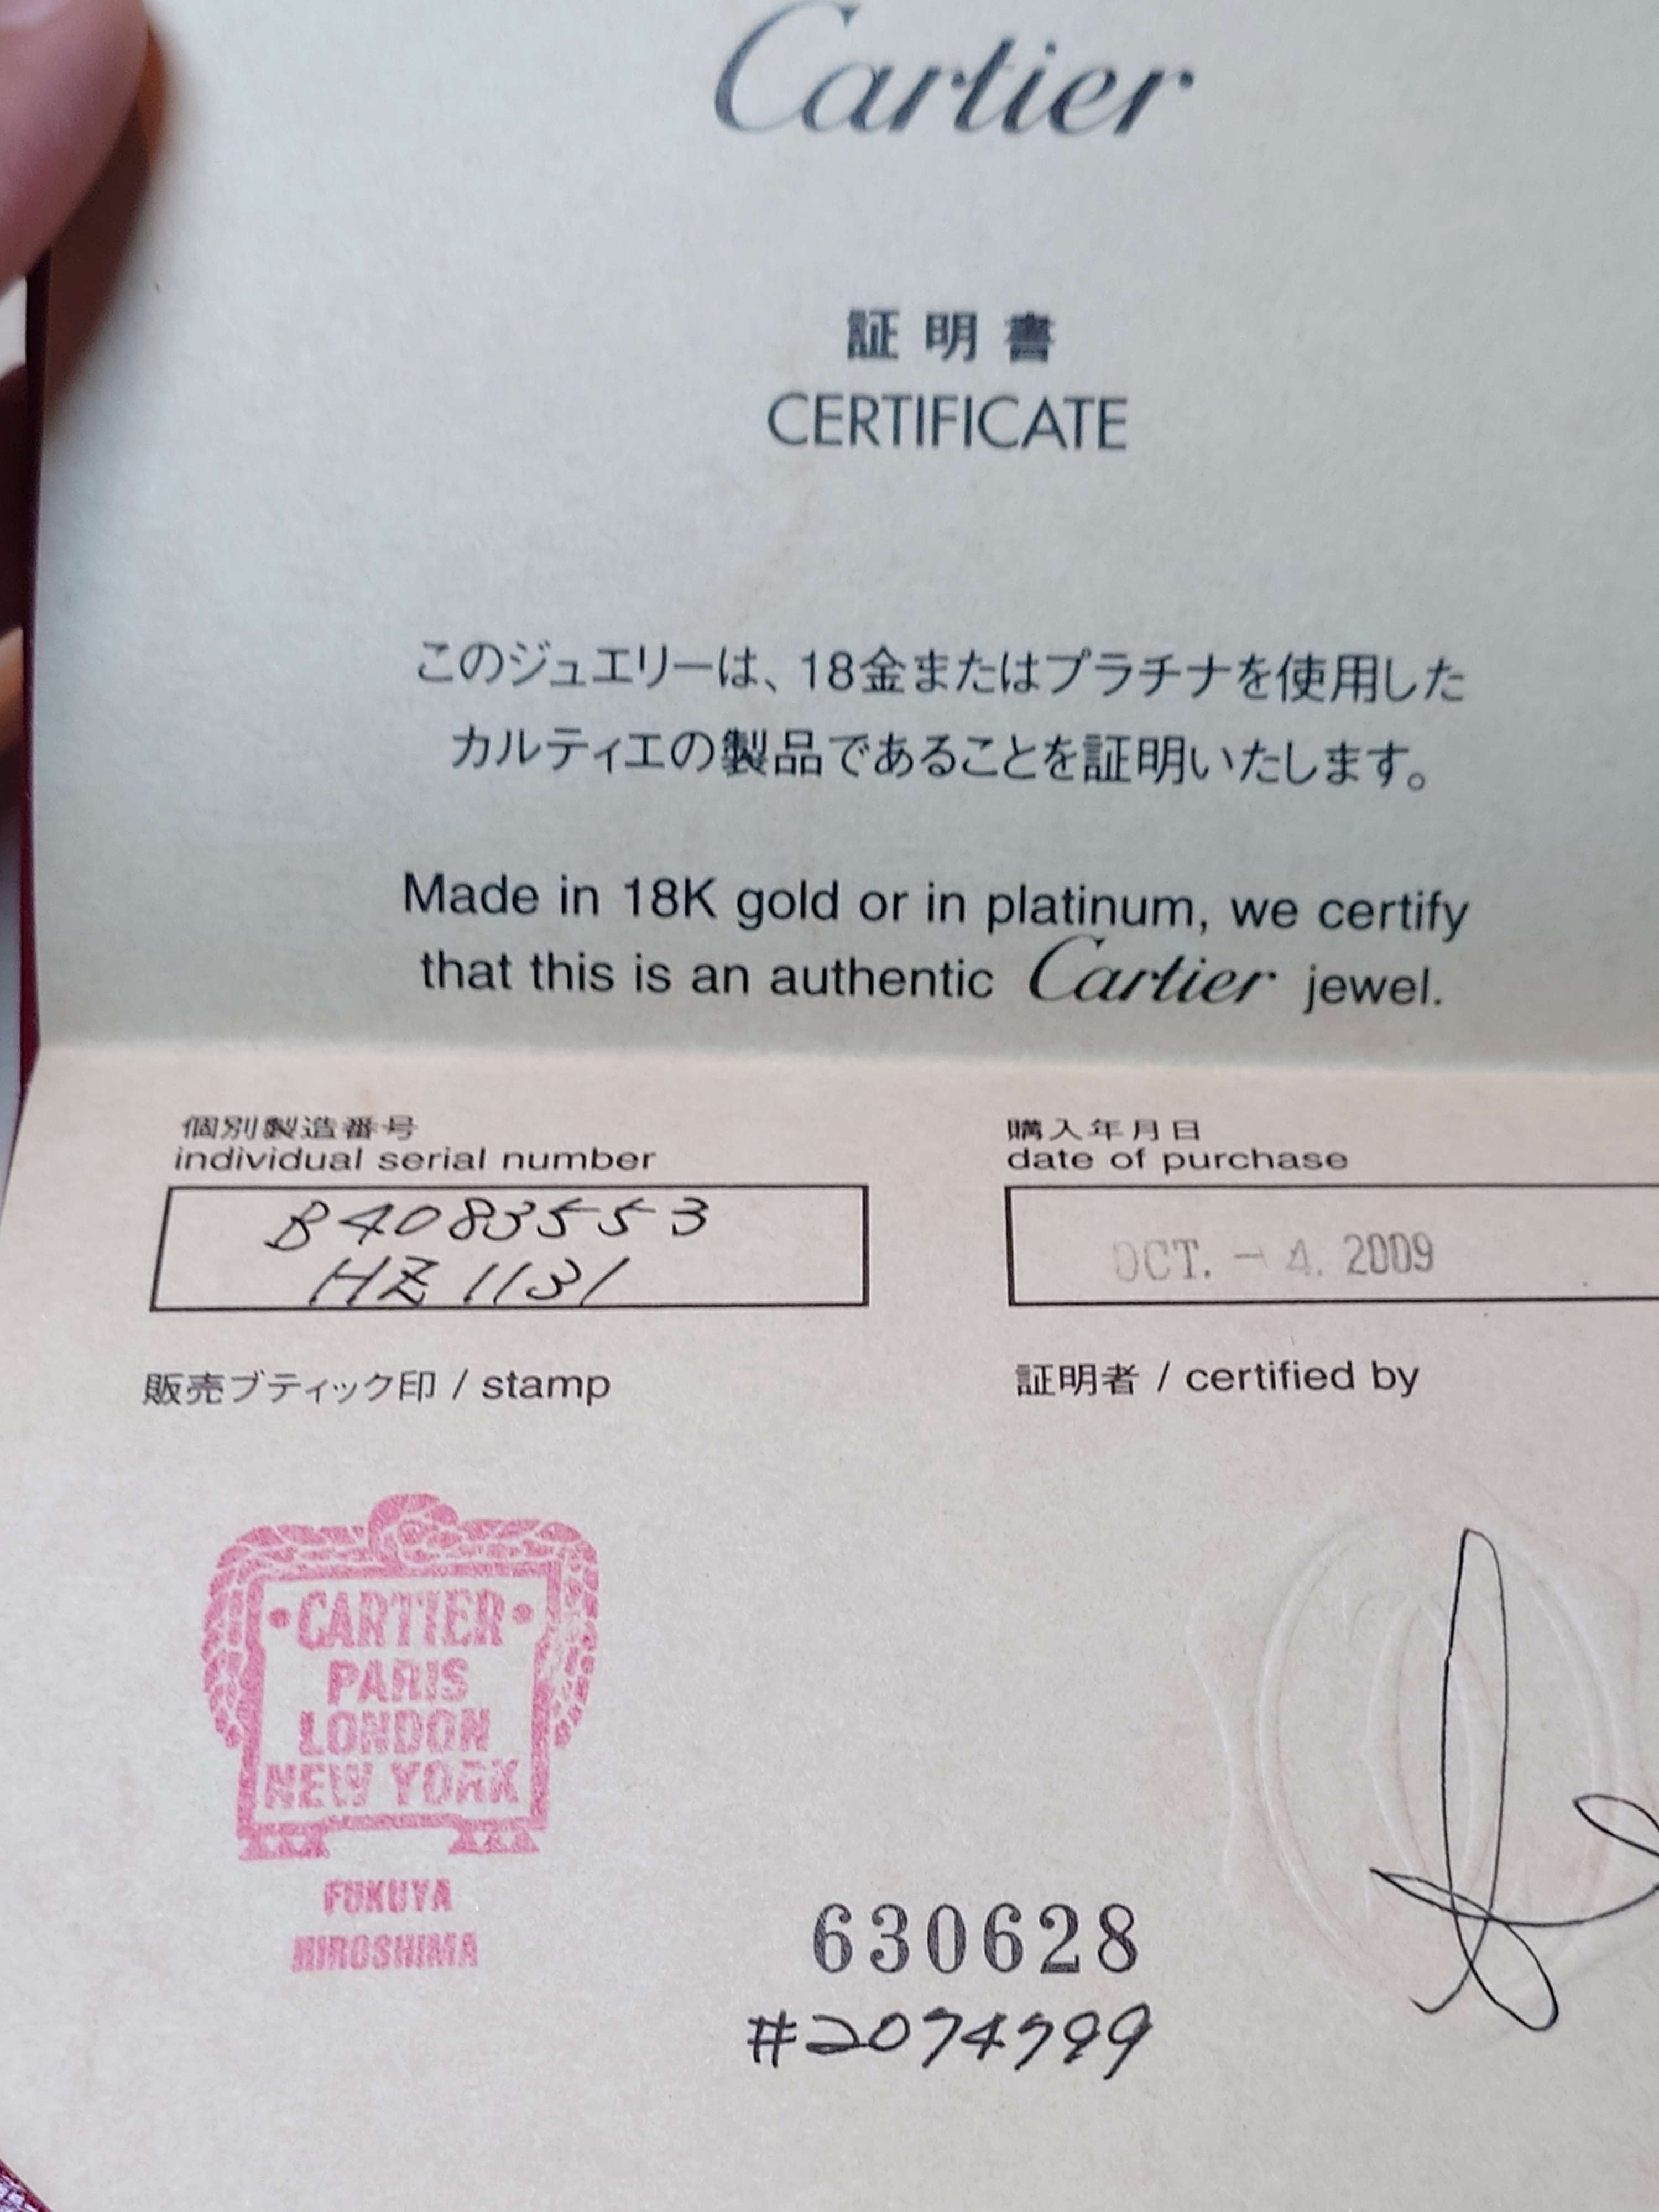 Cartier
証明書
CERTIFICATE
このジュエリーは、18金またはプラチナを使用した
カルティエの製品であることを証明いたします。
Made in 18K gold or in platinum, we certify
that this is an authentic Cartier jewel.
個別製造番号
individual serial number
B4083553
HZ1131
購入年月日
date of purchase
OCT. -4. 2009
販売ブティック印 / stamp
証明者 / certified by
•CARTIER•
PARIS
LONDON
NEW YORK
FUKUYA
HIROSHIMA
630628
#2074799